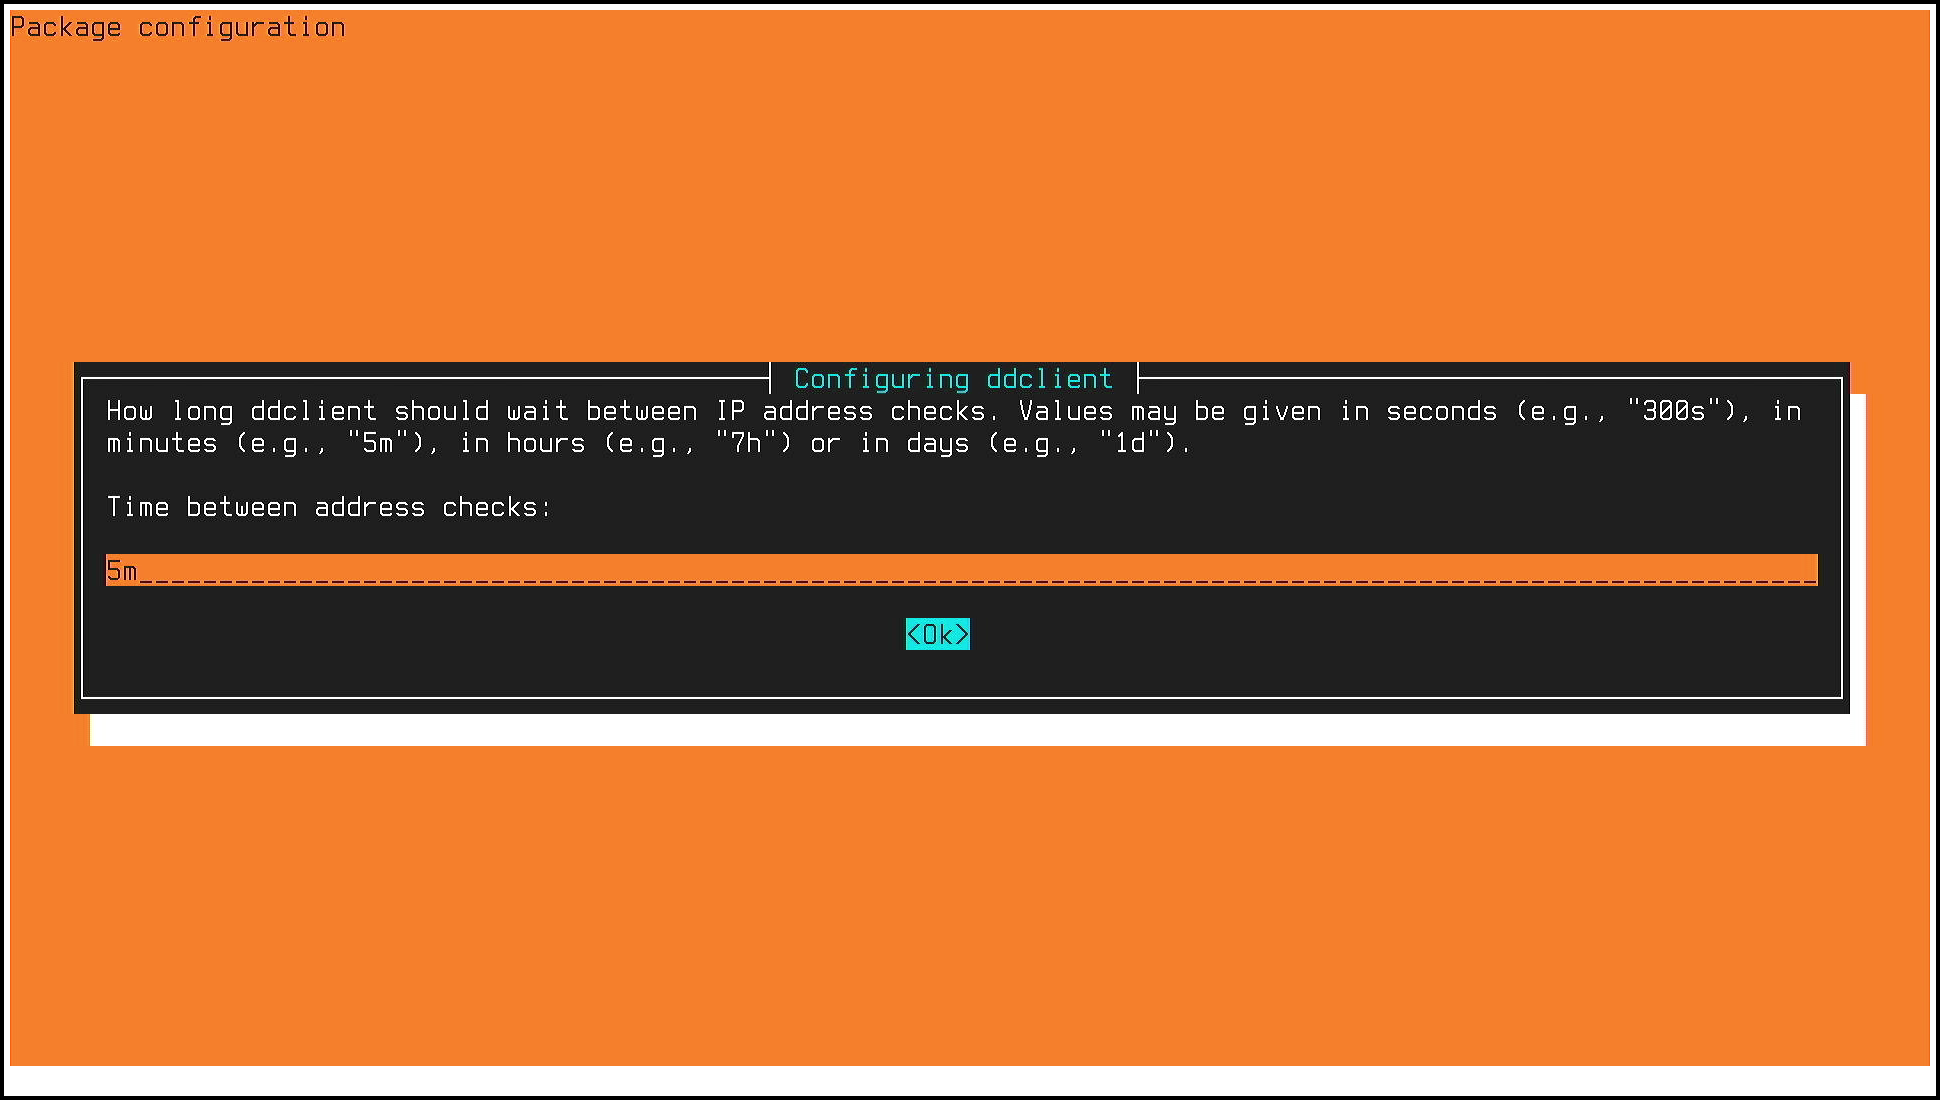 Package configuration
Configuring ddclient
How long ddclient should wait between IP address checks. Values may be given in seconds (e.g., "300s"), in
minutes (e.g., "5m"), in hours (e.g., "7h") or in days (e.g., "1d").
Time between address checks:
5m___________________________________________________________________________________________________________
<Ok>